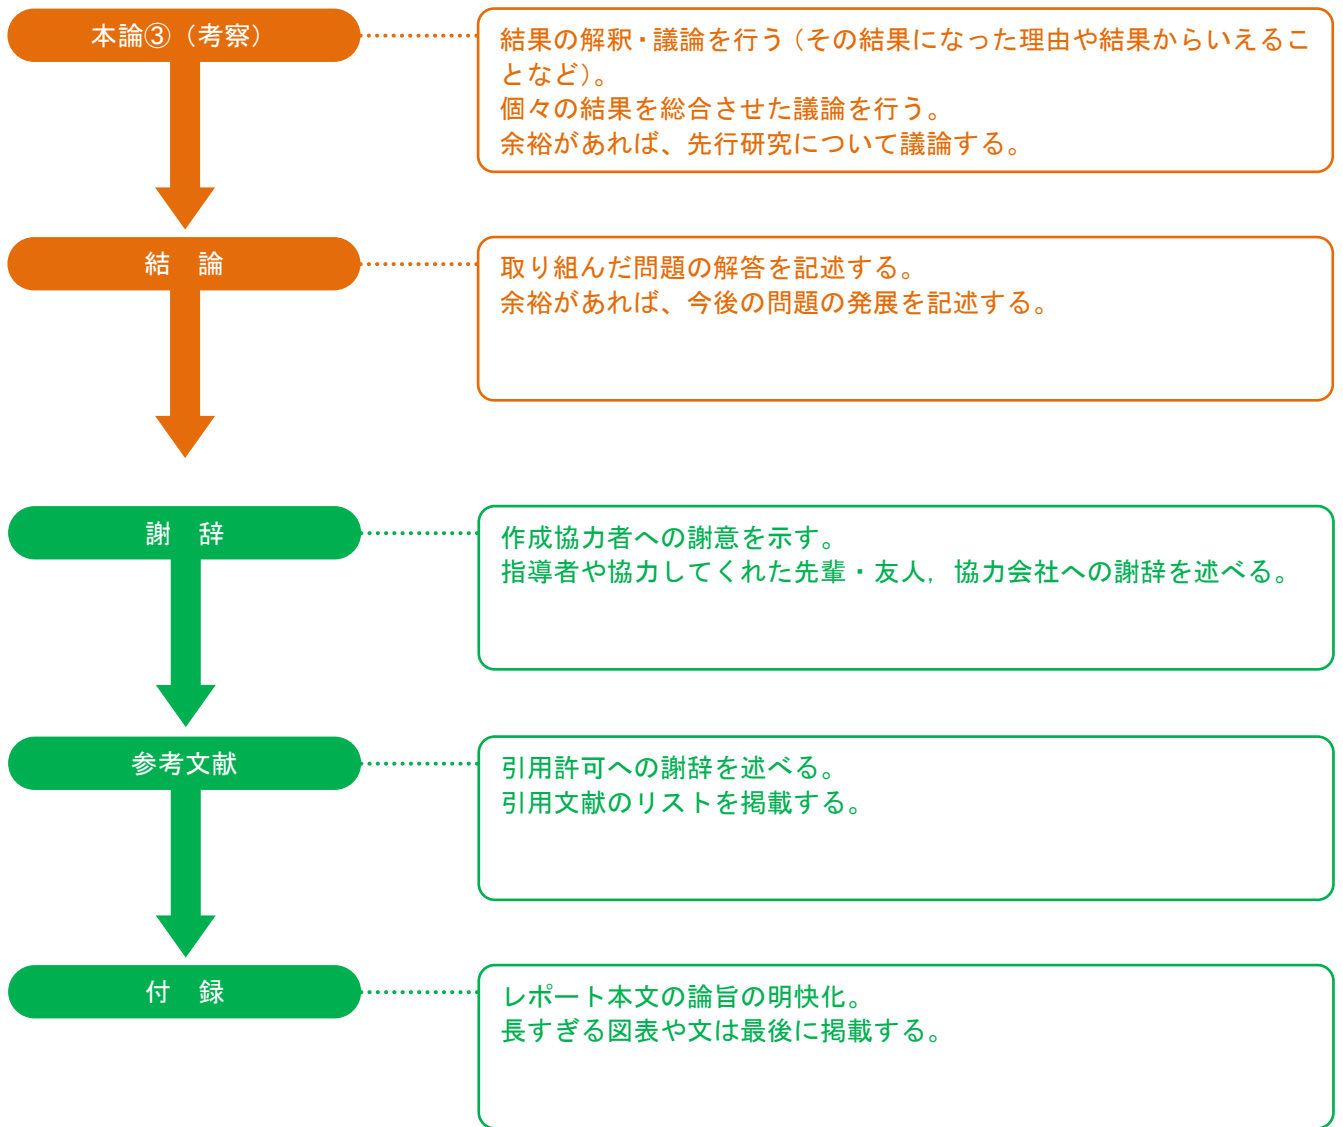 本論③（考察）
結果の解釈・議論を行う（その結果になった理由や結果からいえるこ
となど）。
個々の結果を総合させた議論を行う。
余裕があれば、先行研究について議論する。
結　論
取り組んだ問題の解答を記述する。
余裕があれば、今後の問題の発展を記述する。
謝　辞
作成協力者への謝意を示す。
指導者や協力してくれた先輩・友人，協力会社への謝辞を述べる。
参考文献
引用許可への謝辞を述べる。
引用文献のリストを掲載する。
付　録
レポート本文の論旨の明快化。
長すぎる図表や文は最後に掲載する。